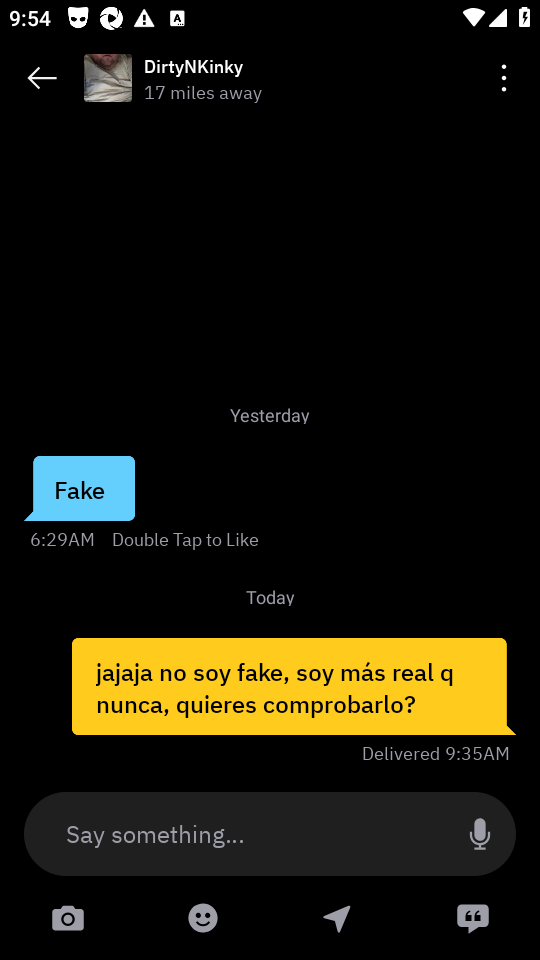 9:54
DirtyNKinky
17 miles away
Yesterday
Fake
6:29AM Double Tap to Like
Today
jajaja no soy fake, soy más real q
nunca, quieres comprobarlo?
Delivered 9:35AM
Say something...